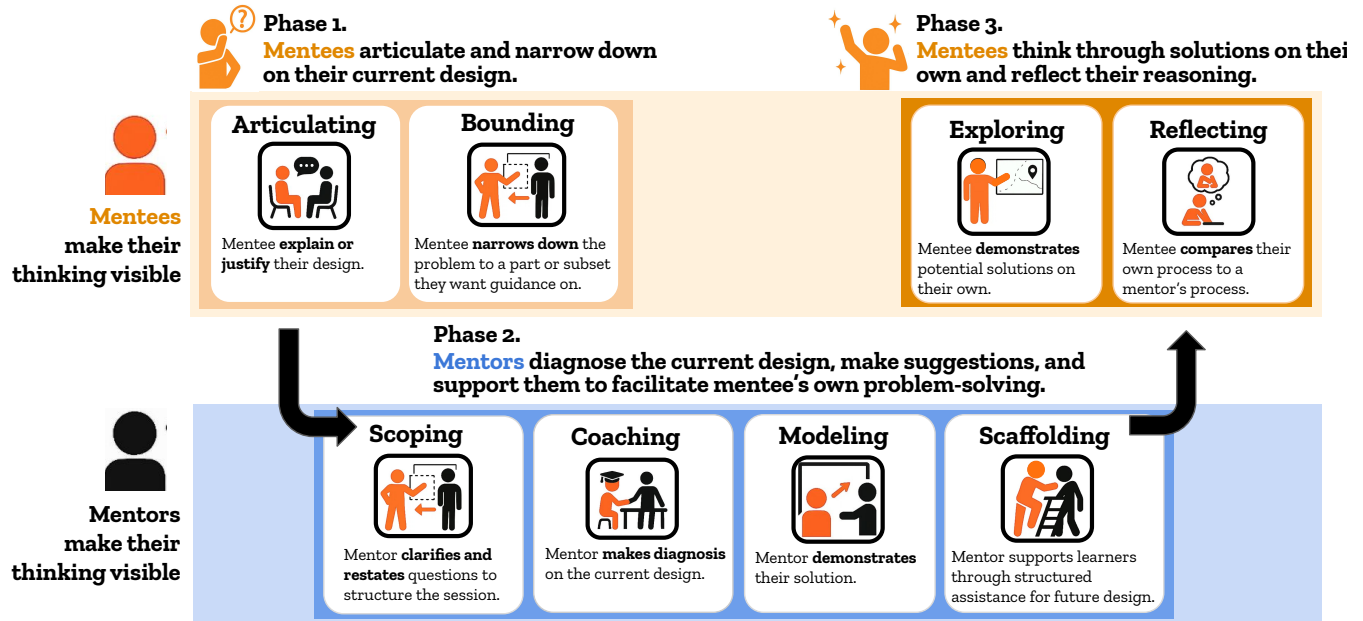 Phase 1.
Mentees articulate and narrow down
on their current design.
Phase 3.
Mentees think through solutions on thei
own and reflect their reasoning.
Mentees
make their
thinking visible
Articulating
Mentee explain or
justify their design.
Bounding
Mentee narrows down the
problem to a part or subset
they want guidance on.
Exploring
Mentee demonstrates
potential solutions on
their own.
Reflecting
Mentee compares their
own process to a
mentor's process.
Phase 2.
Mentors diagnose the current design, make suggestions, and
support them to facilitate mentee's own problem-solving.
Mentors
make their
thinking visible
Scoping
Mentor clarifies and
restates questions to
structure the session.
Coaching
Mentor makes diagnosis
on the current design.
Modeling
Mentor demonstrates
their solution.
Scaffolding
Mentor supports learners
through structured
assistance for future design.